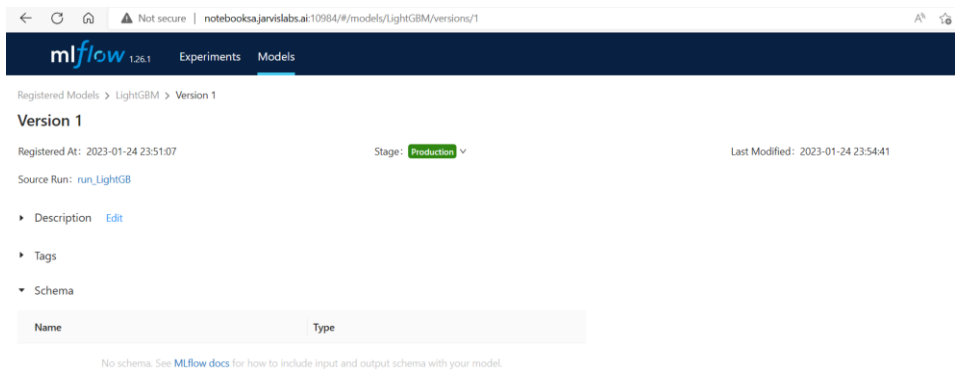 Not secure | notebooksa.jarvislabs.ai:10984/#/models/LightGBM/versions/1
mlflow 1.26.1 Experiments Models
Registered Models > LightGBM > Version 1
Version 1
Registered At: 2023-01-24 23:51:07 Stage: Production Last Modified: 2023-01-24 23:54:41
Source Run: run_LightGB
Description Edit
Tags
Schema
Name Type
No schema. See MLflow docs for how to include input and output schema with your model.